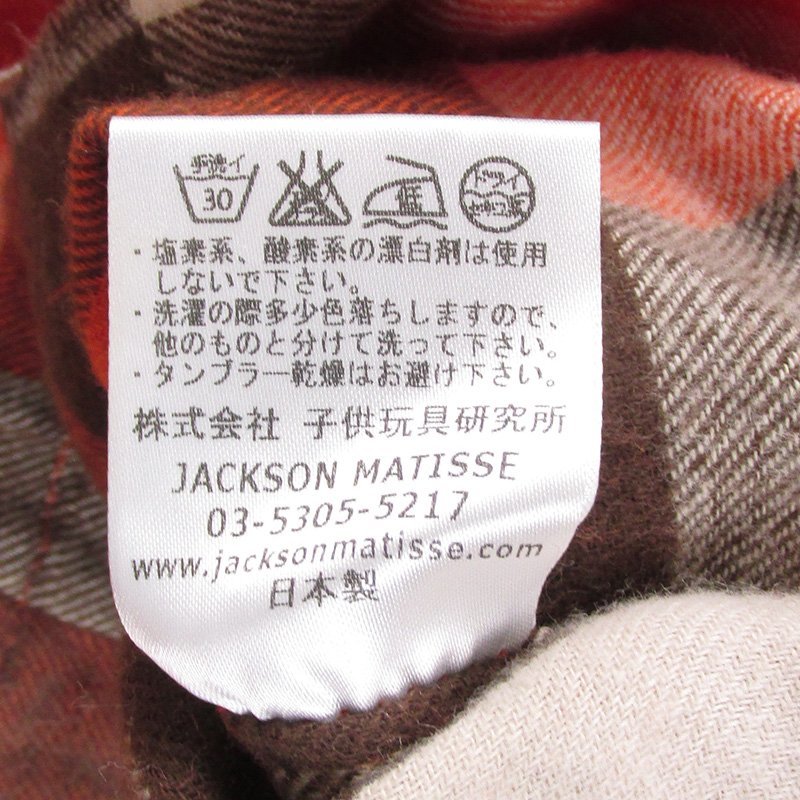 手洗イ 30 低 ドライ セキユ系
・塩素系、酸素系の漂白剤は使用
しないで下さい。
・洗濯の際多少色落ちしますので、
他のものと分けて洗って下さい。
・タンブラー乾燥はお避け下さい。
株式会社 子供玩具研究所
JACKSON MATISSE
03-5305-5217
www.jacksonmatisse.com
日本製